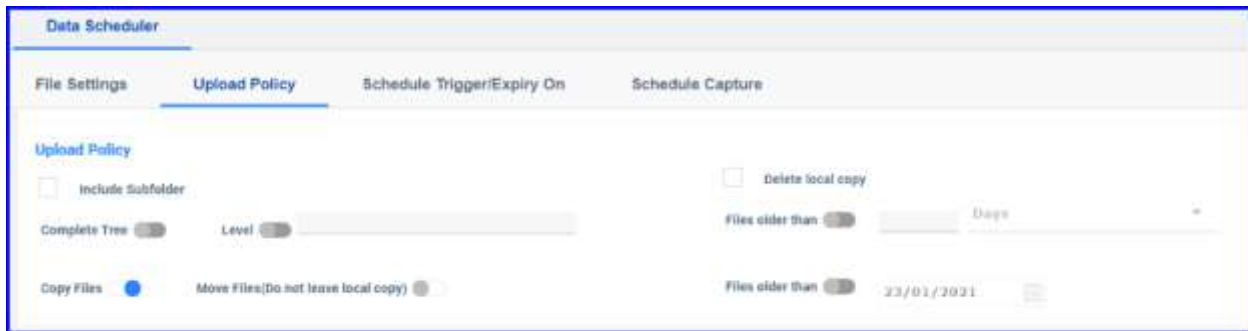 Data Scheduler
File Settings Upload Policy Schedule Trigger/Expiry On Schedule Capture
Upload Policy
Include Subfolder Delete local copy
Complete Tree Level Files older than Days
Copy Files Move Files(Do not leave local copy) Files older than 23/01/2021